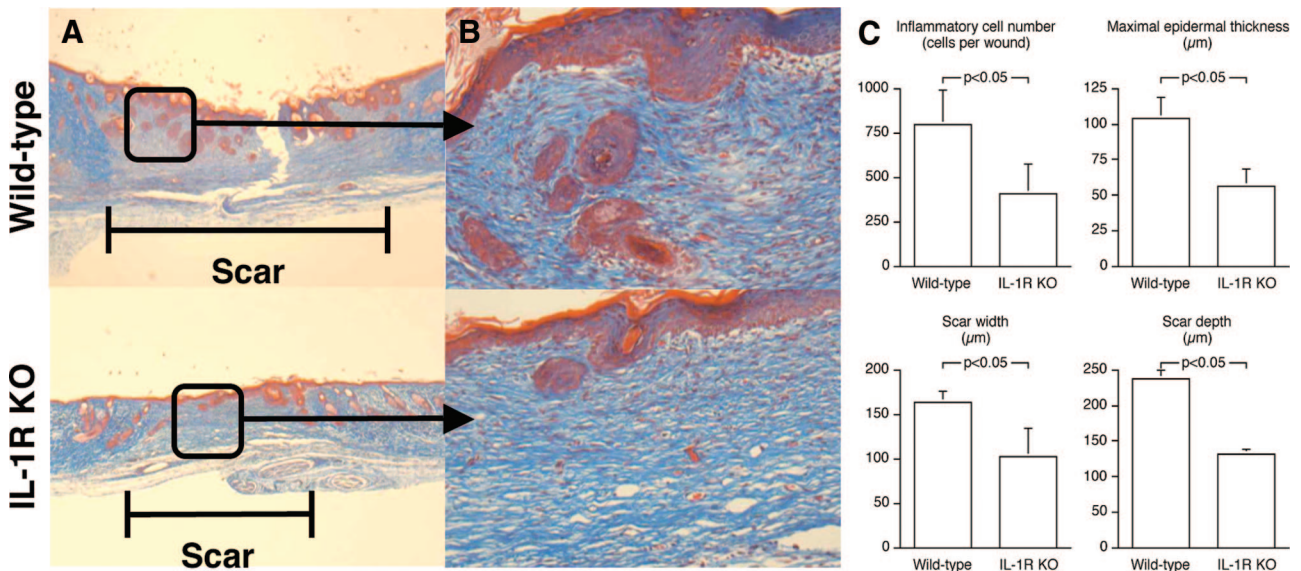 A
B
C
Wild-type
Scar
IL-1R KO
Scar
Inflammatory cell number
(cells per wound)
p<0.05
1000
750
450
250
0
Wild-type
IL-1R KO
Maximal epidermal thickness
(µm)
p<0.05
125
100
75
50
25
0
Wild-type
IL-1R KO
Scar width
(µm)
p<0.05
200
150
100
50
0
Wild-type
IL-1R KO
Scar depth
(µm)
p<0.05
250
200
150
100
50
0
Wild-type
IL-1R KO